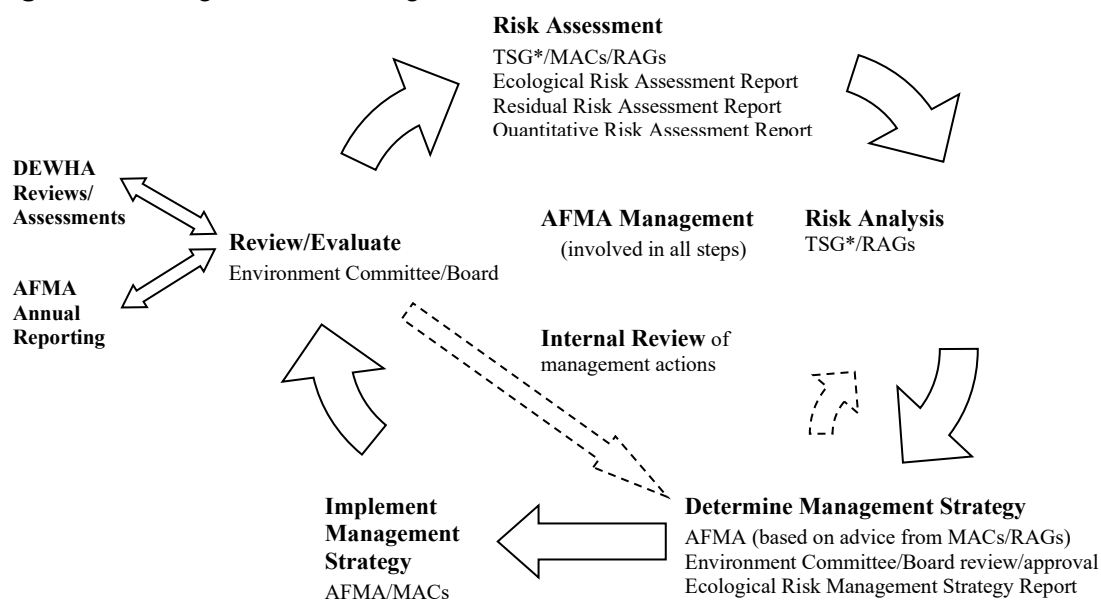 Risk Assessment
TSG*/MACs/RAGs
Ecological Risk Assessment Report
Residual Risk Assessment Report
Quantitative Risk Assessment Report
DEWHA
Reviews/
Assessments
AFMA Management
(involved in all steps)
Risk Analysis
TSG*/RAGs
Review/Evaluate
Environment Committee/Board
AFMA
Annual
Reporting
Internal Review of
management actions
Implement
Management
Strategy
AFMA/MACs
Determine Management Strategy
AFMA (based on advice from MACs/RAGs)
Environment Committee/Board review/approval
Ecological Risk Management Strategy Report